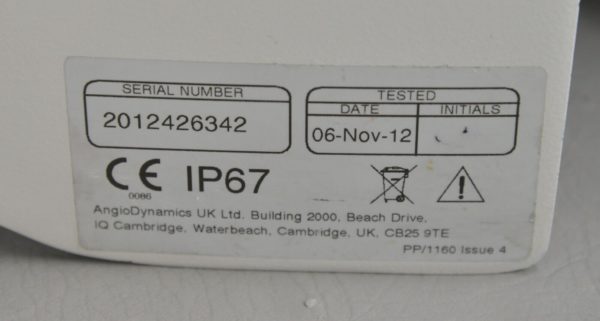 SERIAL NUMBER
2012426342
TESTED
DATE INITIALS
06-Nov-12
CE IP67
0086
AngioDynamics UK Ltd. Building 2000, Beach Drive,
IQ Cambridge, Waterbeach, Cambridge, UK, CB25 9TE
PP/1160 Issue 4